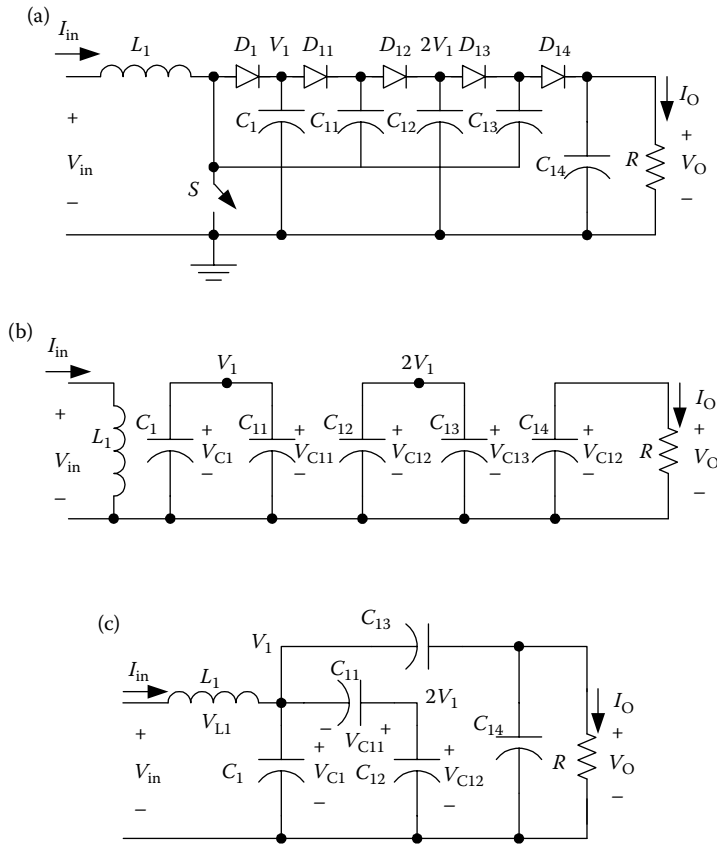 (a)
I_in
L_1 D_1 V_1 D_11 D_12 2V_1 D_13 D_14
I_O
+ C_1 C_11 C_12 C_13 +
V_in C_14 R V_O
− S −
(b)
I_in V_1 2V_1 I_O
+ C_1 + C_11 + C_12 + C_13 + C_14 + +
V_in L_1 V_C1 V_C11 V_C12 V_C13 V_C12 R V_O
− − − − − − −
(c)
C_13
V_1
I_in L_1 C_11 2V_1 I_O
V_L1 − + C_14
+ + V_C11 + +
V_in C_1 V_C1 C_12 V_C12 R V_O
− − − −